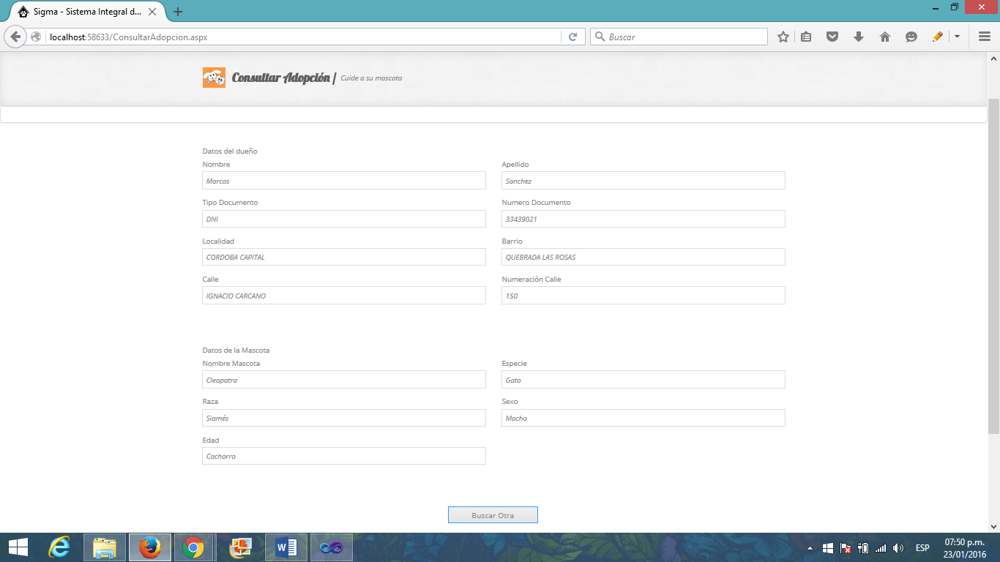 Sigma - Sistema Integral d...
localhost:58633/ConsultarAdopcion.aspx
Buscar
Consultar Adopción | Cuide a su mascota
Datos del dueño
Nombre Apellido
Marcos Sanchez
Tipo Documento Numero Documento
DNI 33439021
Localidad Barrio
CORDOBA CAPITAL QUEBRADA LAS ROSAS
Calle Numeración Calle
IGNACIO CARCANO 150
Datos de la Mascota
Nombre Mascota Especie
Cleopatra Gato
Raza Sexo
Siamés Macho
Edad
Cachorro
Buscar Otra
ESP 07:50 p.m.
23/01/2016